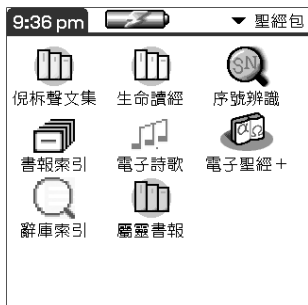 9:36 pm
▼ 聖經包
倪柝聲文集 生命讀經 序號辨識
書報索引 電子詩歌 電子聖經＋
辭庫索引 屬靈書報